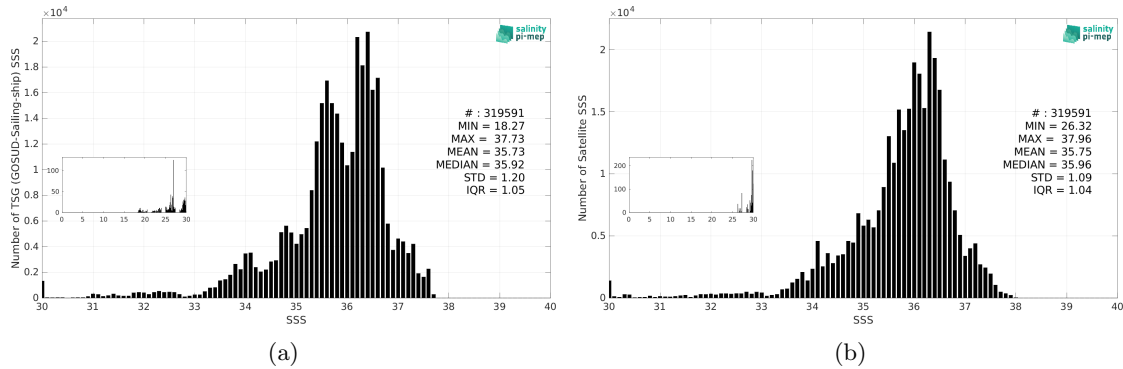 ×10⁴
2
1.8
1.6
1.4
1.2
1
0.8
0.6
0.4
0.2
0
Number of TSG (GOSUD-Sailing-ship) SSS
salinity
pi-mep
# : 319591
MIN = 18.27
MAX = 37.73
MEAN = 35.73
MEDIAN = 35.92
STD = 1.20
IQR = 1.05
100
50
0
0 5 10 15 20 25 30
30 31 32 33 34 35 36 37 38 39 40
SSS
(a)
×10⁴
2
1.5
1
0.5
0
Number of Satellite SSS
salinity
pi-mep
# : 319591
MIN = 26.32
MAX = 37.96
MEAN = 35.75
MEDIAN = 35.96
STD = 1.09
IQR = 1.04
200
100
0
0 5 10 15 20 25 30
30 31 32 33 34 35 36 37 38 39 40
SSS
(b)